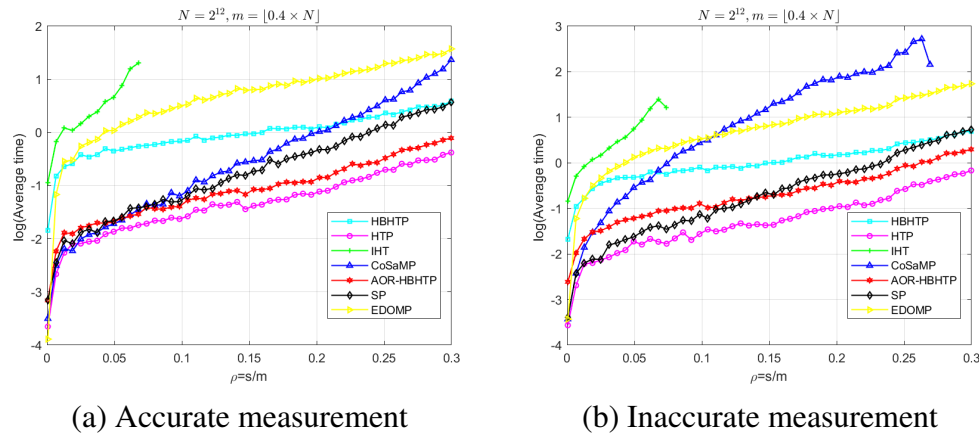 N = 2^12, m = ⌊0.4 × N⌋
2
1
0
-1
-2
-3
-4
log(Average time)
0 0.05 0.1 0.15 0.2 0.25 0.3
ρ=s/m
HBHTP
HTP
IHT
CoSaMP
AOR-HBHTP
SP
EDOMP
(a) Accurate measurement
N = 2^12, m = ⌊0.4 × N⌋
3
2
1
0
-1
-2
-3
-4
log(Average time)
0 0.05 0.1 0.15 0.2 0.25 0.3
ρ=s/m
HBHTP
HTP
IHT
CoSaMP
AOR-HBHTP
SP
EDOMP
(b) Inaccurate measurement